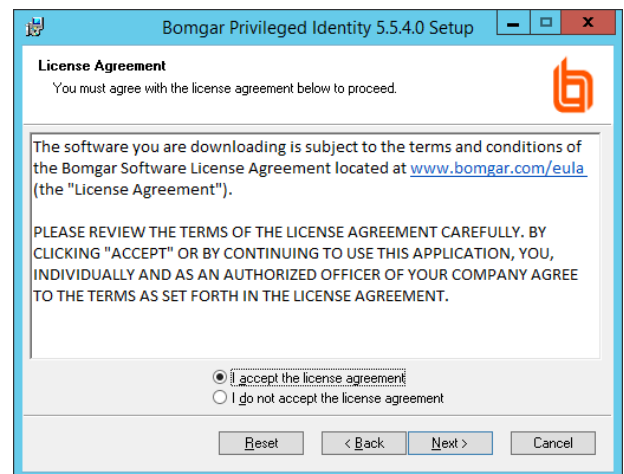 Bomgar Privileged Identity 5.5.4.0 Setup
License Agreement
You must agree with the license agreement below to proceed.
The software you are downloading is subject to the terms and conditions of
the Bomgar Software License Agreement located at www.bomgar.com/eula
(the "License Agreement").
PLEASE REVIEW THE TERMS OF THE LICENSE AGREEMENT CAREFULLY. BY
CLICKING "ACCEPT" OR BY CONTINUING TO USE THIS APPLICATION, YOU,
INDIVIDUALLY AND AS AN AUTHORIZED OFFICER OF YOUR COMPANY AGREE
TO THE TERMS AS SET FORTH IN THE LICENSE AGREEMENT.
I accept the license agreement
I do not accept the license agreement
Reset < Back Next > Cancel